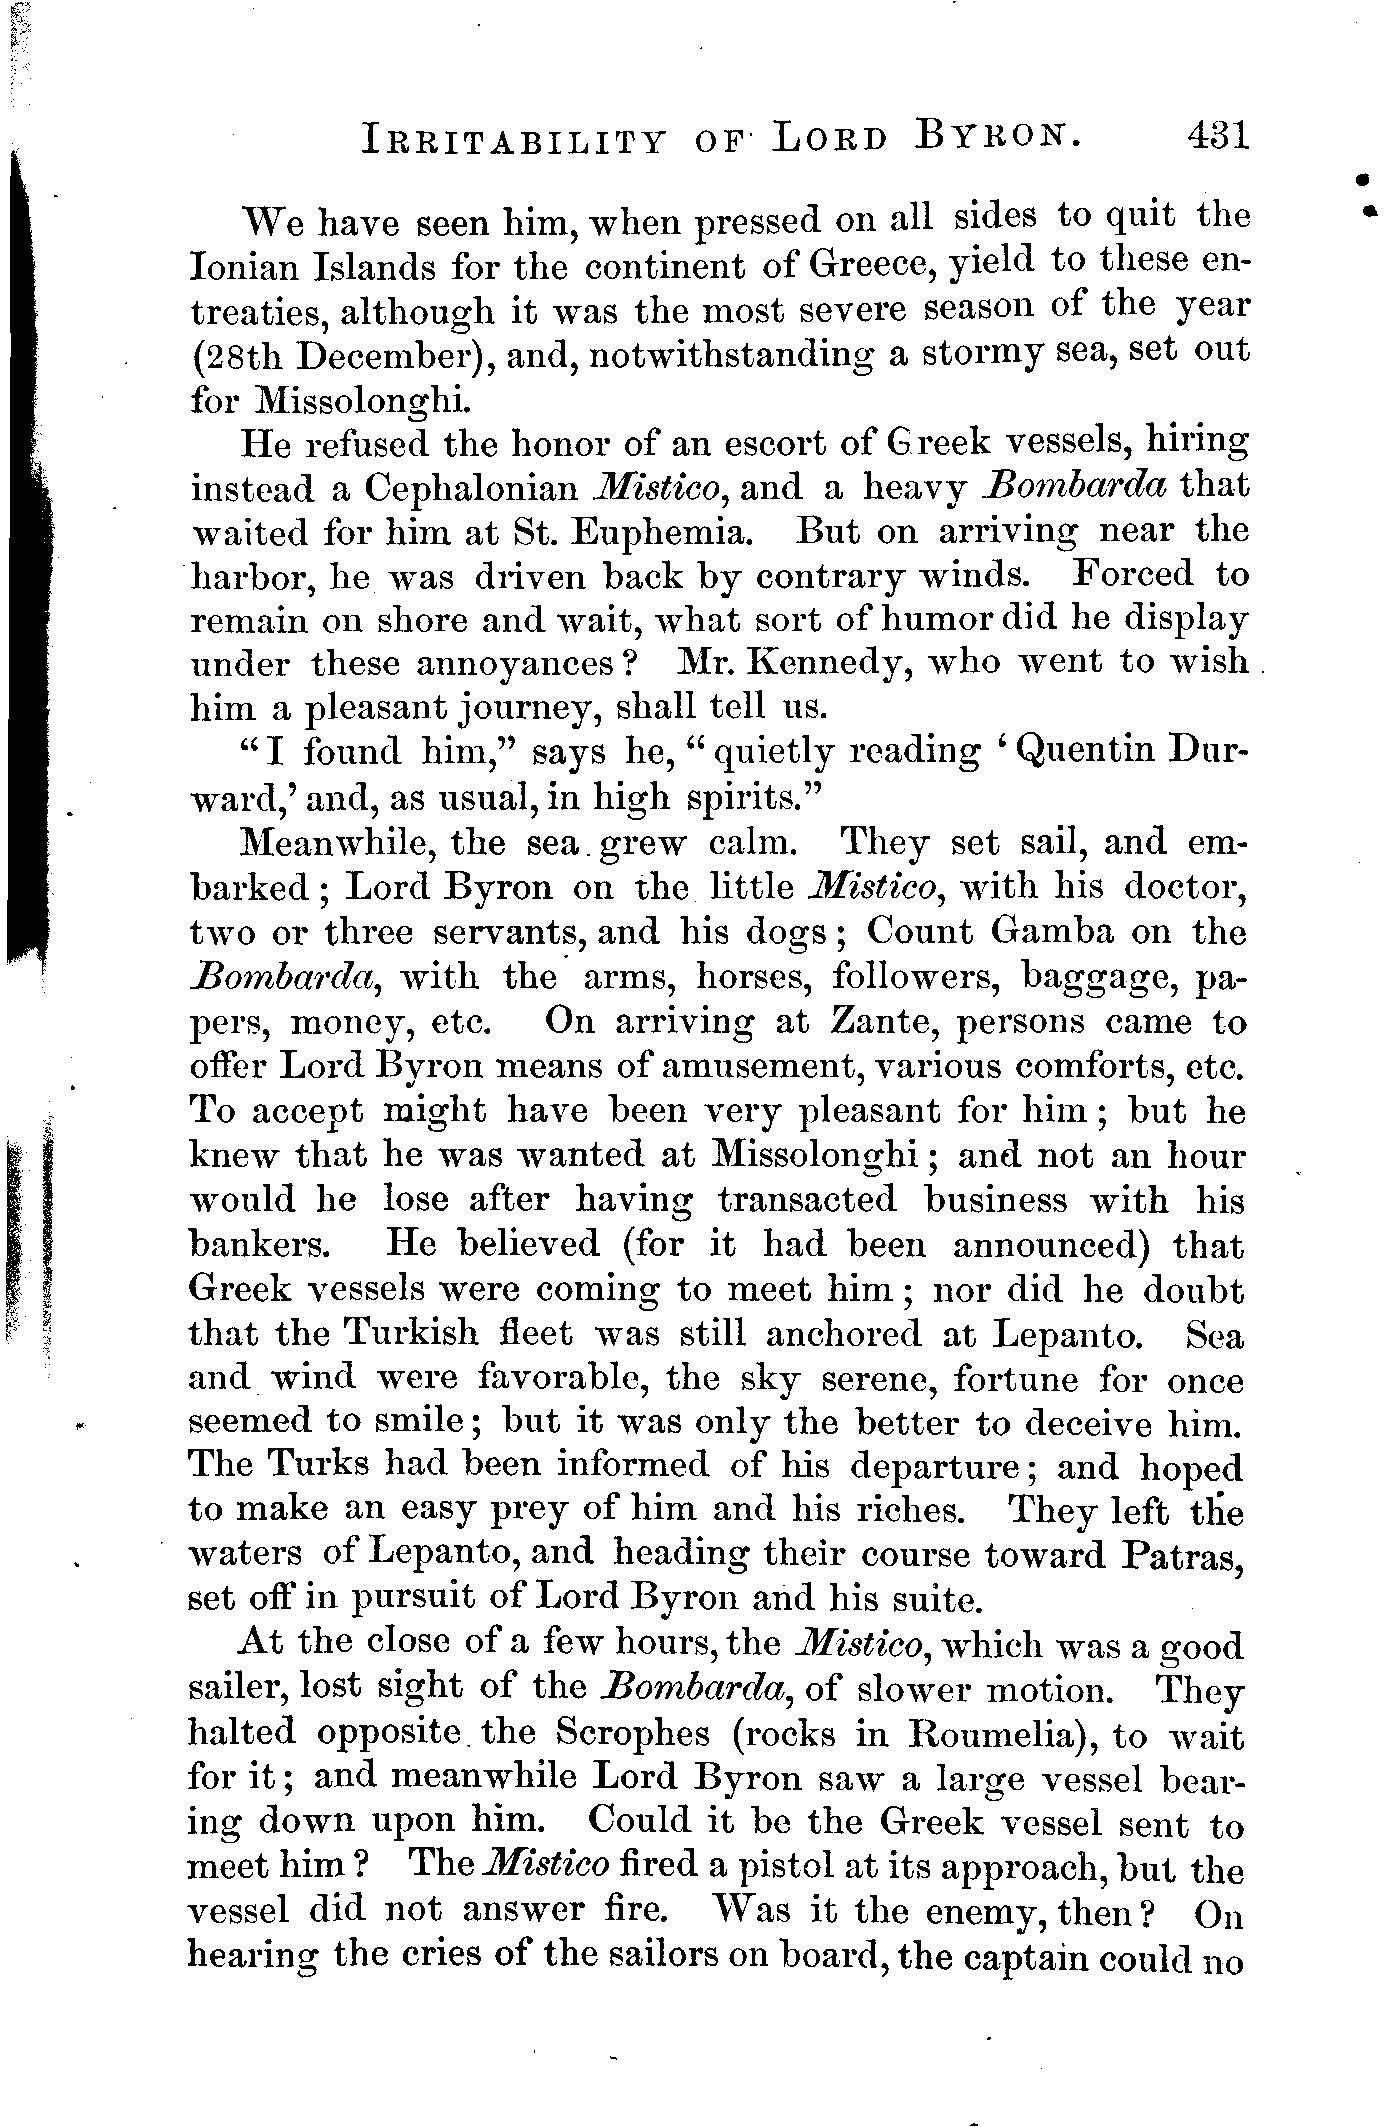 IRRITABILITY OF LORD BYRON. 431
We have seen him, when pressed on all sides to quit the
Ionian Islands for the continent of Greece, yield to these en-
treaties, although it was the most severe season of the year
(28th December), and, notwithstanding a stormy sea, set out
for Missolonghi.
He refused the honor of an escort of Greek vessels, hiring
instead a Cephalonian Mistico, and a heavy Bombarda that
waited for him at St. Euphemia. But on arriving near the
harbor, he was driven back by contrary winds. Forced to
remain on shore and wait, what sort of humor did he display
under these annoyances? Mr. Kennedy, who went to wish
him a pleasant journey, shall tell us.
"I found him," says he, "quietly reading 'Quentin Dur-
ward,' and, as usual, in high spirits."
Meanwhile, the sea grew calm. They set sail, and em-
barked; Lord Byron on the little Mistico, with his doctor,
two or three servants, and his dogs; Count Gamba on the
Bombarda, with the arms, horses, followers, baggage, pa-
pers, money, etc. On arriving at Zante, persons came to
offer Lord Byron means of amusement, various comforts, etc.
To accept might have been very pleasant for him; but he
knew that he was wanted at Missolonghi; and not an hour
would he lose after having transacted business with his
bankers. He believed (for it had been announced) that
Greek vessels were coming to meet him; nor did he doubt
that the Turkish fleet was still anchored at Lepanto. Sea
and wind were favorable, the sky serene, fortune for once
seemed to smile; but it was only the better to deceive him.
The Turks had been informed of his departure; and hoped
to make an easy prey of him and his riches. They left the
waters of Lepanto, and heading their course toward Patras,
set off in pursuit of Lord Byron and his suite.
At the close of a few hours, the Mistico, which was a good
sailer, lost sight of the Bombarda, of slower motion. They
halted opposite the Scrophes (rocks in Roumelia), to wait
for it; and meanwhile Lord Byron saw a large vessel bear-
ing down upon him. Could it be the Greek vessel sent to
meet him? The Mistico fired a pistol at its approach, but the
vessel did not answer fire. Was it the enemy, then? On
hearing the cries of the sailors on board, the captain could no